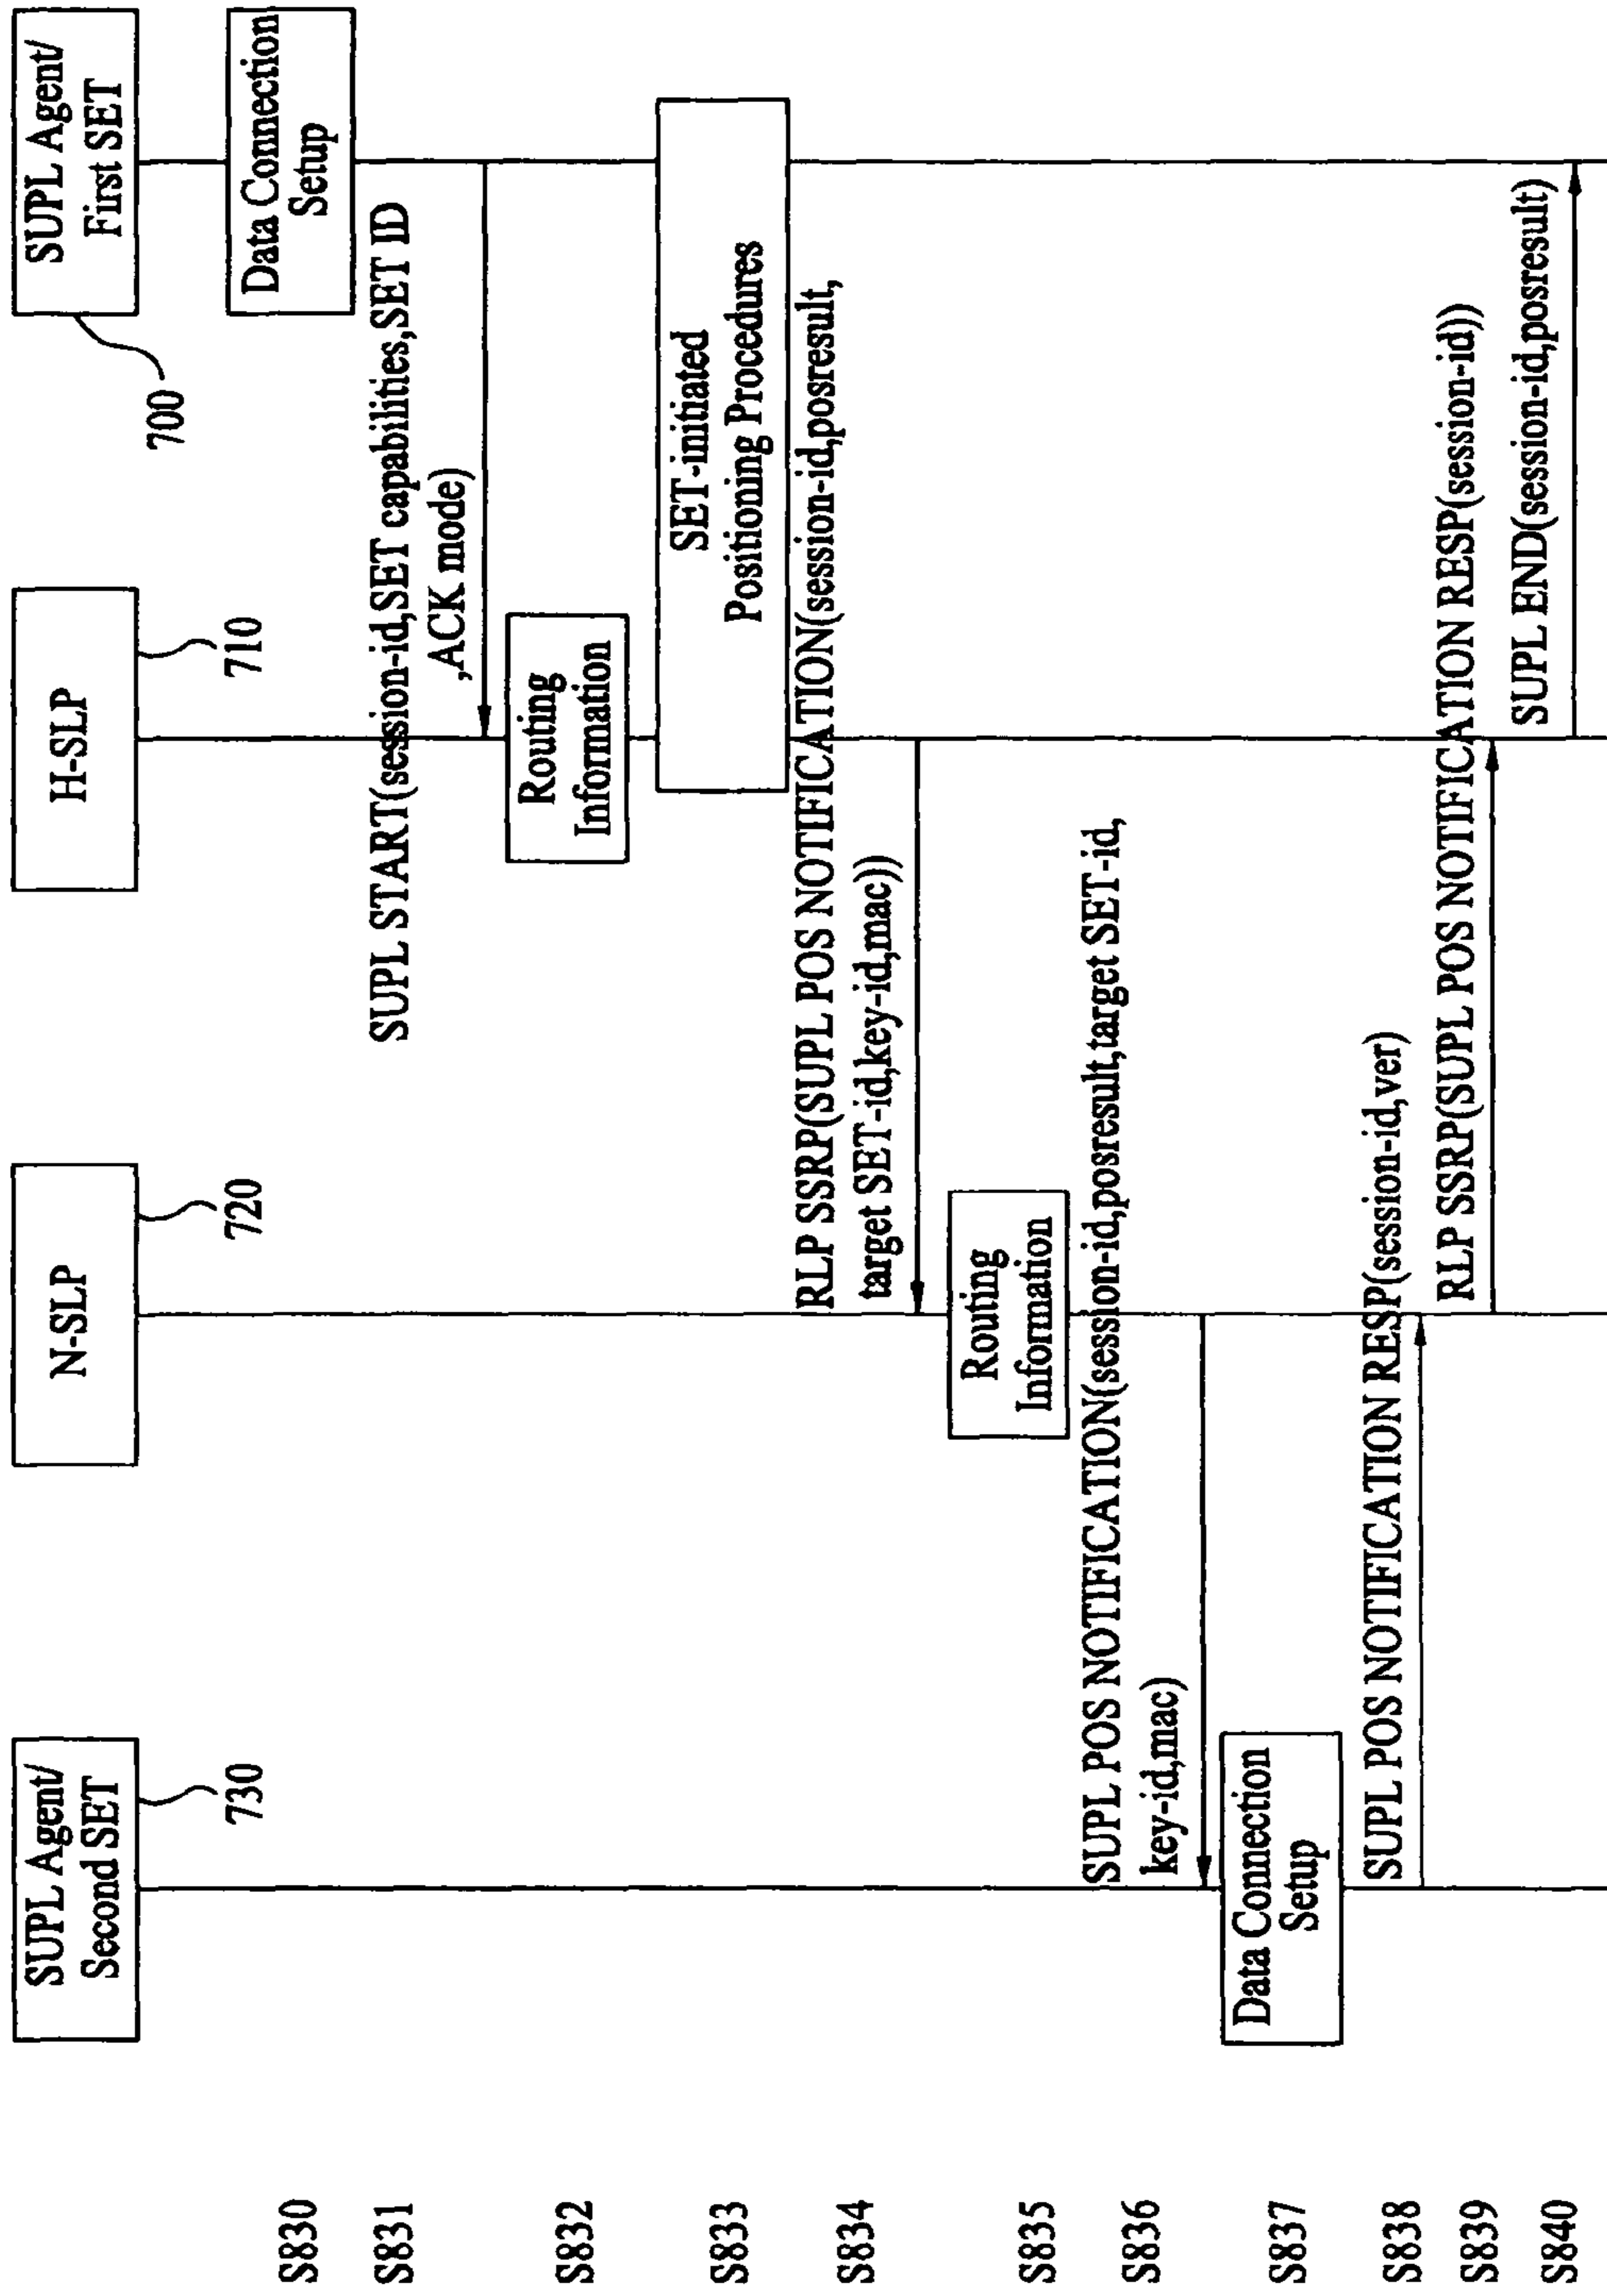 SUPL Agent/
Second SET
730
N-SLP
720
H-SLP
710
SUPL Agent/
First SET
700
S830
Data Connection
Setup
S831
SUPL START(session-id,SET capabilities,SET ID
,ACK mode)
S832
Routing
Information
S833
SET-initiated
Positioning Procedures
S834
RLP SSRP(SUPL POS NOTIFICATION(session-id,posresult,
target SET-id,key-id,mac))
S835
Routing
Information
S836
SUPL POS NOTIFICATION(session-id,posresult,target SET-id,
key-id,mac)
S837
Data Connection
Setup
S838
SUPL POS NOTIFICATION RESP(session-id,ver)
S839
RLP SSRP(SUPL POS NOTIFICATION RESP(session-id))
S840
SUPL END(session-id,posresult)